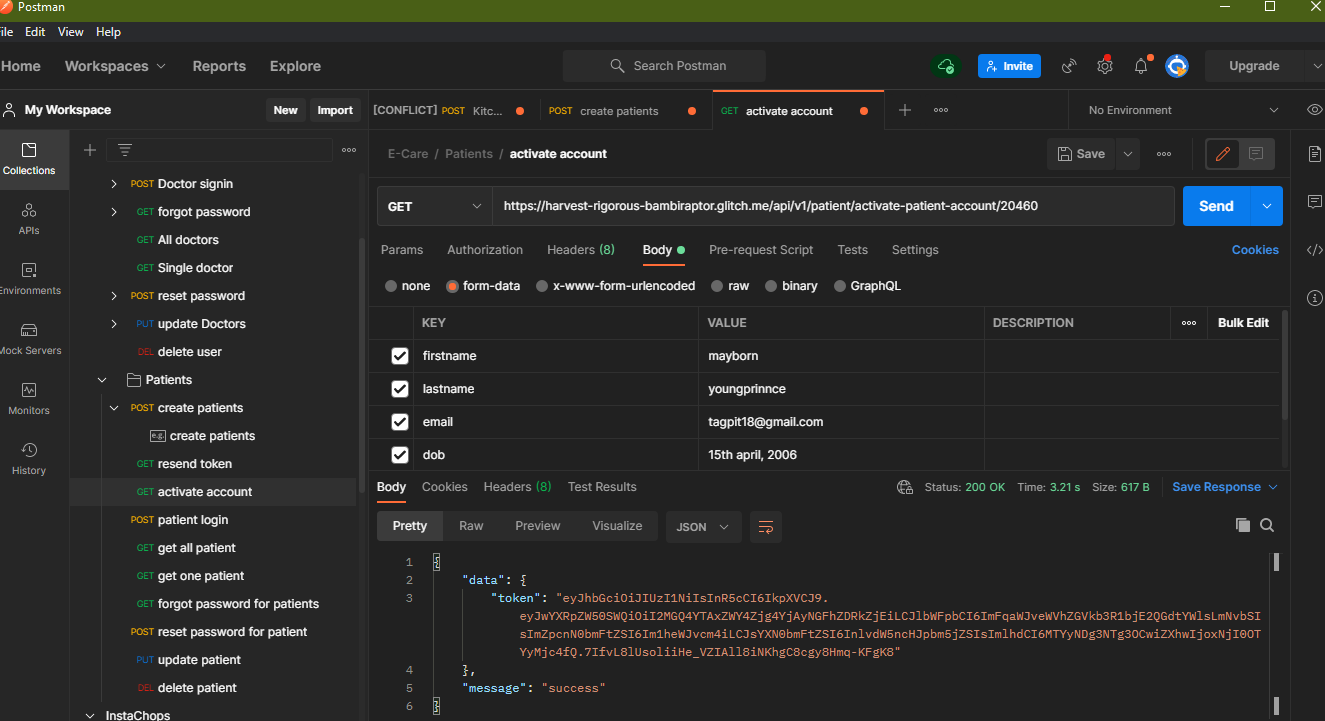 Postman
File Edit View Help
Home Workspaces Reports Explore Search Postman Invite Upgrade
My Workspace New Import [CONFLICT] POST Kitc... POST create patients GET activate account No Environment
Collections
APIs
Environments
Mock Servers
Monitors
History
POST Doctor signin
GET forgot password
GET All doctors
GET Single doctor
POST reset password
PUT update Doctors
DEL delete user
Patients
POST create patients
e.g. create patients
GET resend token
GET activate account
POST patient login
GET get all patient
GET get one patient
GET forgot password for patients
POST reset password for patient
PUT update patient
DEL delete patient
InstaChops
E-Care / Patients / activate account Save
GET https://harvest-rigorous-bambiraptor.glitch.me/api/v1/patient/activate-patient-account/20460 Send
Params Authorization Headers (8) Body Pre-request Script Tests Settings Cookies
none form-data x-www-form-urlencoded raw binary GraphQL
KEY VALUE DESCRIPTION Bulk Edit
firstname mayborn
lastname youngprinnce
email tagpit18@gmail.com
dob 15th april, 2006
Body Cookies Headers (8) Test Results Status: 200 OK Time: 3.21 s Size: 617 B Save Response
Pretty Raw Preview Visualize JSON
1 {
2 "data": {
3 "token": "eyJhbGciOiJIUzI1NiIsInR5cCI6IkpXVCJ9.
4 },
5 "message": "success"
6 }